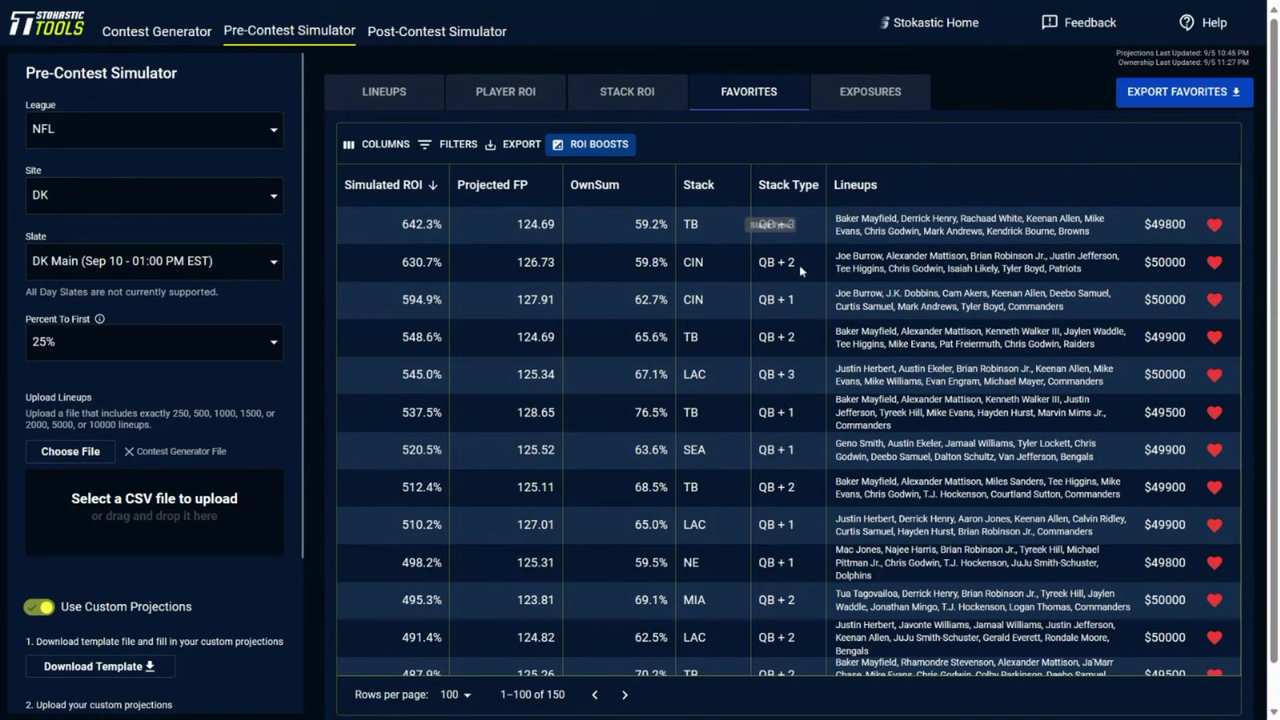 STOKASTIC
TOOLS
Contest Generator
Pre-Contest Simulator
Post-Contest Simulator
Stokastic Home
Feedback
Help
Projections Last Updated: 9/5 10:45 PM
Ownership Last Updated: 9/5 11:27 PM
Pre-Contest Simulator
League
NFL
Site
DK
Slate
DK Main (Sep 10 - 01:00 PM EST)
All Day Slates are not currently supported.
Percent To First
25%
Upload Lineups
Upload a file that includes exactly 250, 500, 1000, 1500, or
2000, 5000, or 10000 lineups.
Choose File
Contest Generator File
Select a CSV file to upload
or drag and drop it here
Use Custom Projections
1. Download template file and fill in your custom projections
Download Template
2. Upload your custom projections
LINEUPS
PLAYER ROI
STACK ROI
FAVORITES
EXPOSURES
EXPORT FAVORITES
COLUMNS
FILTERS
EXPORT
ROI BOOSTS
Simulated ROI
Projected FP
OwnSum
Stack
Stack Type
Lineups
642.3%
124.69
59.2%
TB
Baker Mayfield, Derrick Henry, Rachaad White, Keenan Allen, Mike
Evans, Chris Godwin, Mark Andrews, Kendrick Bourne, Browns
$49800
630.7%
126.73
59.8%
CIN
QB + 2
Joe Burrow, Alexander Mattison, Brian Robinson Jr., Justin Jefferson,
Tee Higgins, Chris Godwin, Isaiah Likely, Tyler Boyd, Patriots
$50000
594.9%
127.91
62.7%
CIN
QB + 1
Joe Burrow, J.K. Dobbins, Cam Akers, Keenan Allen, Deebo Samuel,
Curtis Samuel, Mark Andrews, Tyler Boyd, Commanders
$50000
548.6%
124.69
65.6%
TB
QB + 2
Baker Mayfield, Alexander Mattison, Kenneth Walker III, Jaylen Waddle,
Tee Higgins, Mike Evans, Pat Freiermuth, Chris Godwin, Raiders
$49900
545.0%
125.34
67.1%
LAC
QB + 3
Justin Herbert, Austin Ekeler, Brian Robinson Jr., Keenan Allen, Mike
Evans, Mike Williams, Evan Engram, Michael Mayer, Commanders
$50000
537.5%
128.65
76.5%
TB
QB + 1
Baker Mayfield, Alexander Mattison, Kenneth Walker III, Justin
Jefferson, Tyreek Hill, Mike Evans, Hayden Hurst, Marvin Mims Jr.,
Commanders
$49500
520.5%
125.52
63.6%
SEA
QB + 1
Geno Smith, Austin Ekeler, Jamaal Williams, Tyler Lockett, Chris
Godwin, Deebo Samuel, Dalton Schultz, Van Jefferson, Bengals
$49900
512.4%
125.11
68.5%
TB
QB + 2
Baker Mayfield, Alexander Mattison, Miles Sanders, Tee Higgins, Mike
Evans, Chris Godwin, T.J. Hockenson, Courtland Sutton, Commanders
$49900
510.2%
127.01
65.0%
LAC
QB + 1
Justin Herbert, Derrick Henry, Aaron Jones, Keenan Allen, Calvin Ridley,
Curtis Samuel, Hayden Hurst, Brian Robinson Jr., Commanders
$49900
498.2%
125.31
59.5%
NE
QB + 1
Mac Jones, Najee Harris, Brian Robinson Jr., Tyreek Hill, Michael
Pittman Jr., Chris Godwin, T.J. Hockenson, JuJu Smith-Schuster,
Dolphins
$49800
495.3%
123.81
69.1%
MIA
QB + 2
Tua Tagovailoa, Derrick Henry, Brian Robinson Jr., Tyreek Hill, Jaylen
Waddle, Jonathan Mingo, T.J. Hockenson, Logan Thomas, Commanders
$50000
491.4%
124.82
62.5%
LAC
QB + 2
Justin Herbert, Javonte Williams, Jamaal Williams, Justin Jefferson,
Keenan Allen, JuJu Smith-Schuster, Gerald Everett, Rondale Moore,
Bengals
$50000
487.9%
125.26
70.2%
TB
Baker Mayfield, Rhamondre Stevenson, Alexander Mattison, Ja'Marr
Rows per page:
100
1–100 of 150